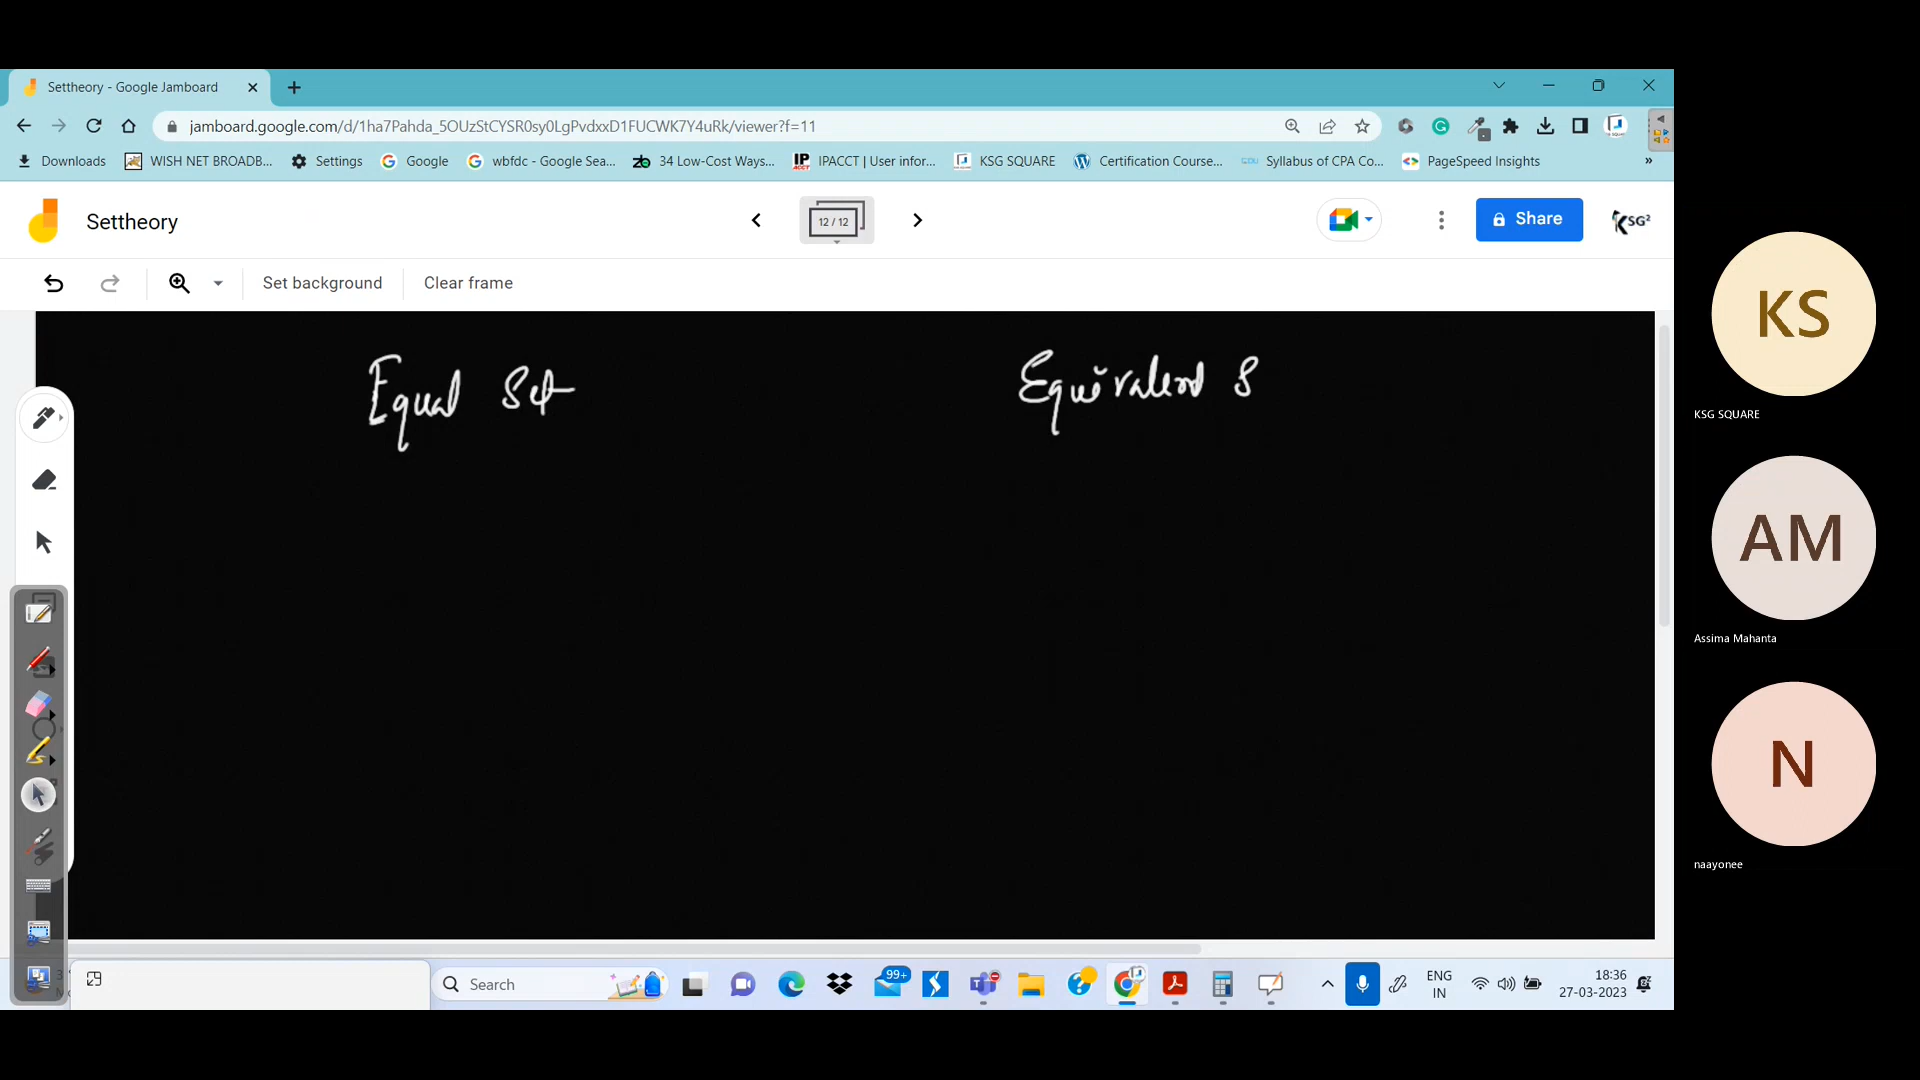 Settheory - Google Jamboard
jamboard.google.com/d/1ha7Pahda_5OUzStCYSR0sy0LgPvdxxD1FUCWK7Y4uRk/viewer?f=11
Downloads WISH NET BROADB... Settings Google wbfdc - Google Sea... 34 Low-Cost Ways... IPACCT | User infor... KSG SQUARE Certification Course... Syllabus of CPA Co... PageSpeed Insights »
Settheory 12 / 12 Share KSG²
Set background Clear frame
Equal Set Equivalent S
KS
KSG SQUARE
AM
Assima Mahanta
N
naayonee
Search 99+ ENG IN 18:36 27-03-2023